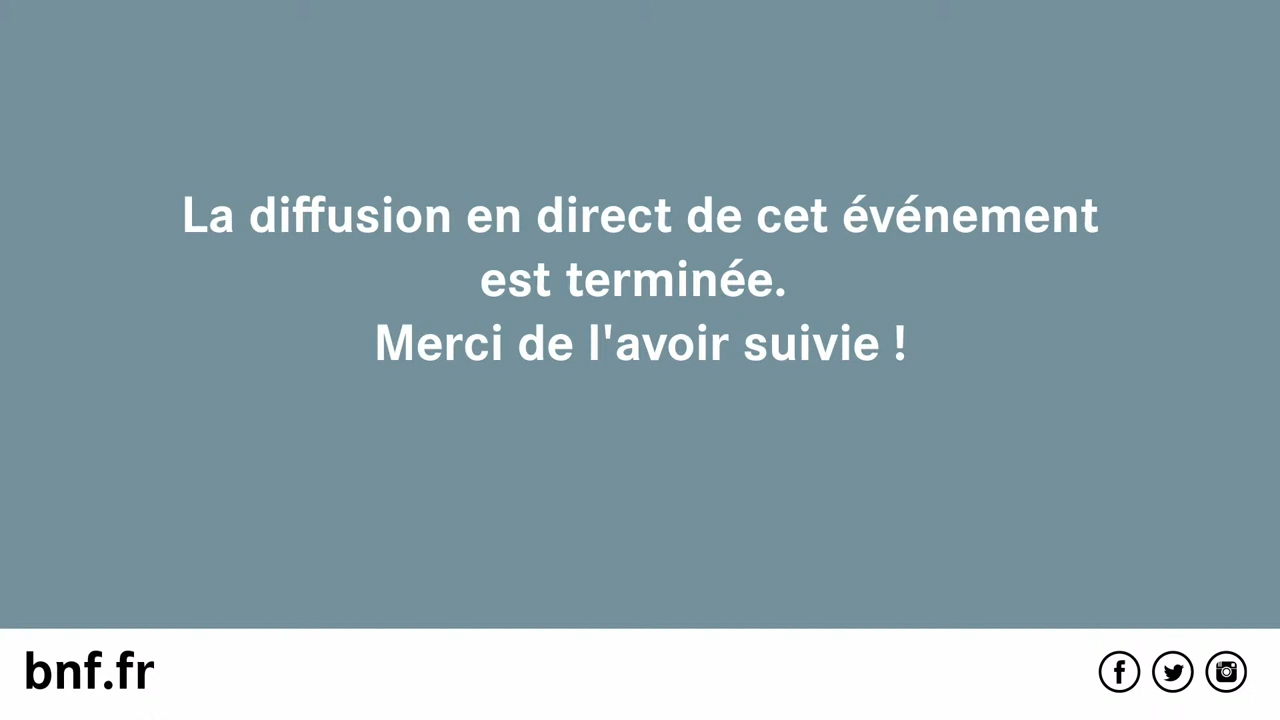 La diffusion en direct de cet événement
est terminée.
Merci de l'avoir suivie !
bnf.fr